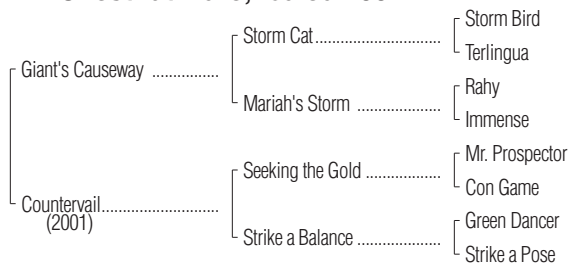 Storm Bird
Storm Cat....................
Terlingua
Giant's Causeway ................
Rahy
Mariah's Storm ....................
Immense
Mr. Prospector
Seeking the Gold ..................
Con Game
Countervail............................
(2001)
Green Dancer
Strike a Balance ....................
Strike a Pose